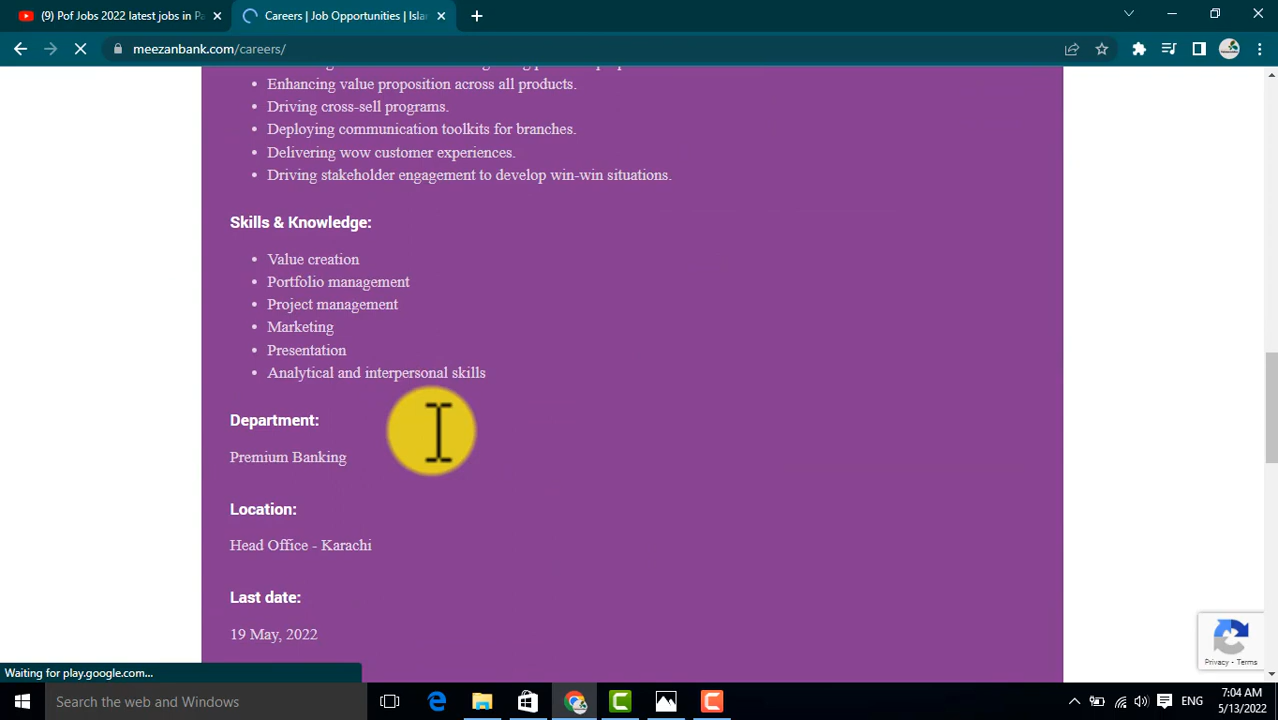 (9) Pof Jobs 2022 latest jobs in Pa
Careers | Job Opportunities | Islar
meezanbank.com/careers/
Enhancing value proposition across all products.
Driving cross-sell programs.
Deploying communication toolkits for branches.
Delivering wow customer experiences.
Driving stakeholder engagement to develop win-win situations.
Skills & Knowledge:
Value creation
Portfolio management
Project management
Marketing
Presentation
Analytical and interpersonal skills
Department:
Premium Banking
Location:
Head Office - Karachi
Last date:
19 May, 2022
Privacy - Terms
Waiting for play.google.com...
Search the web and Windows
ENG
7:04 AM
5/13/2022